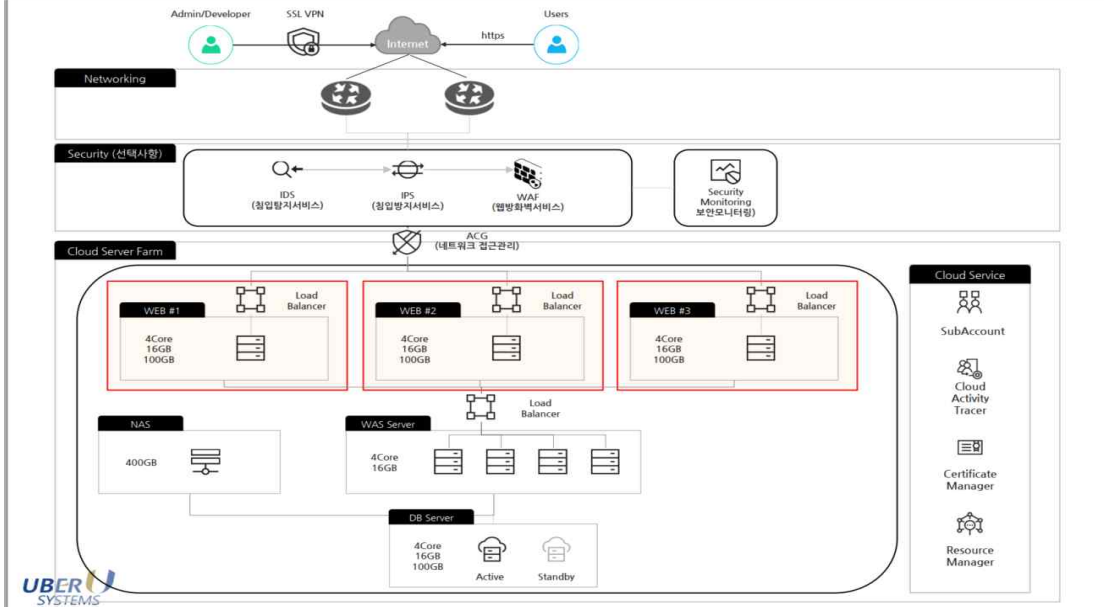 Admin/Developer
SSL VPN
Users
Internet
https
Networking
Security (선택사항)
IDS
(침입탐지서비스)
IPS
(침입방지서비스)
WAF
(웹방화벽서비스)
Security
Monitoring
보안모니터링)
ACG
(네트워크 접근관리)
Cloud Server Farm
Load
Balancer
WEB #1
4Core
16GB
100GB
Load
Balancer
WEB #2
4Core
16GB
100GB
Load
Balancer
WEB #3
4Core
16GB
100GB
Load
Balancer
NAS
400GB
WAS Server
4Core
16GB
DB Server
4Core
16GB
100GB
Active
Standby
Cloud Service
SubAccount
Cloud
Activity
Tracer
Certificate
Manager
Resource
Manager
UBER
SYSTEMS